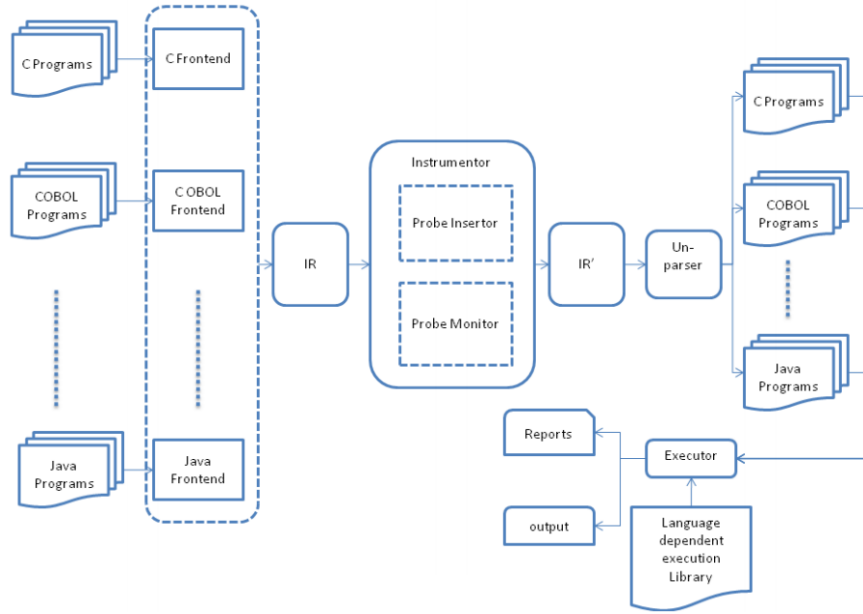 C Programs
C Frontend
COBOL
Programs
C OBOL
Frontend
Java
Programs
Java
Frontend
IR
Instrumentor
Probe Insertor
Probe Monitor
IR'
Un-
parser
C Programs
COBOL
Programs
Java
Programs
Reports
output
Executor
Language
dependent
execution
Library